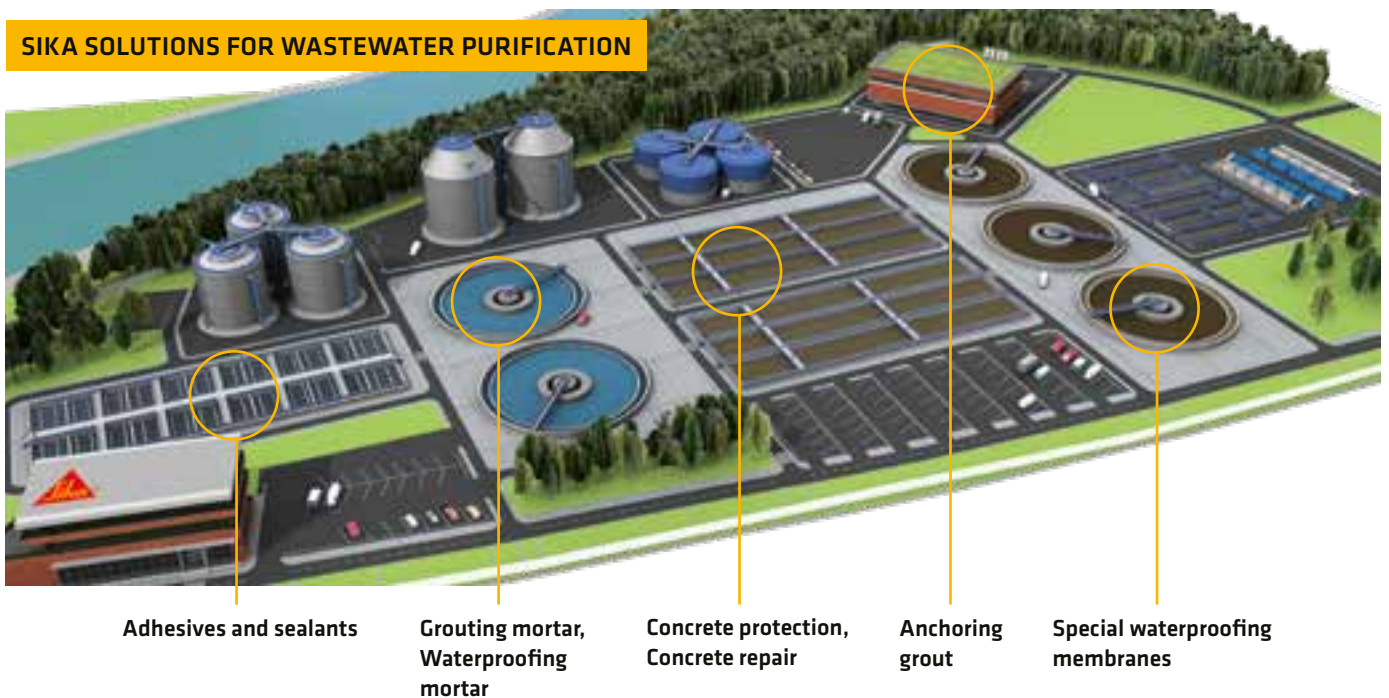 SIKA SOLUTIONS FOR WASTEWATER PURIFICATION
Sika
Adhesives and sealants
Grouting mortar,
Waterproofing
mortar
Concrete protection,
Concrete repair
Anchoring
grout
Special waterproofing
membranes